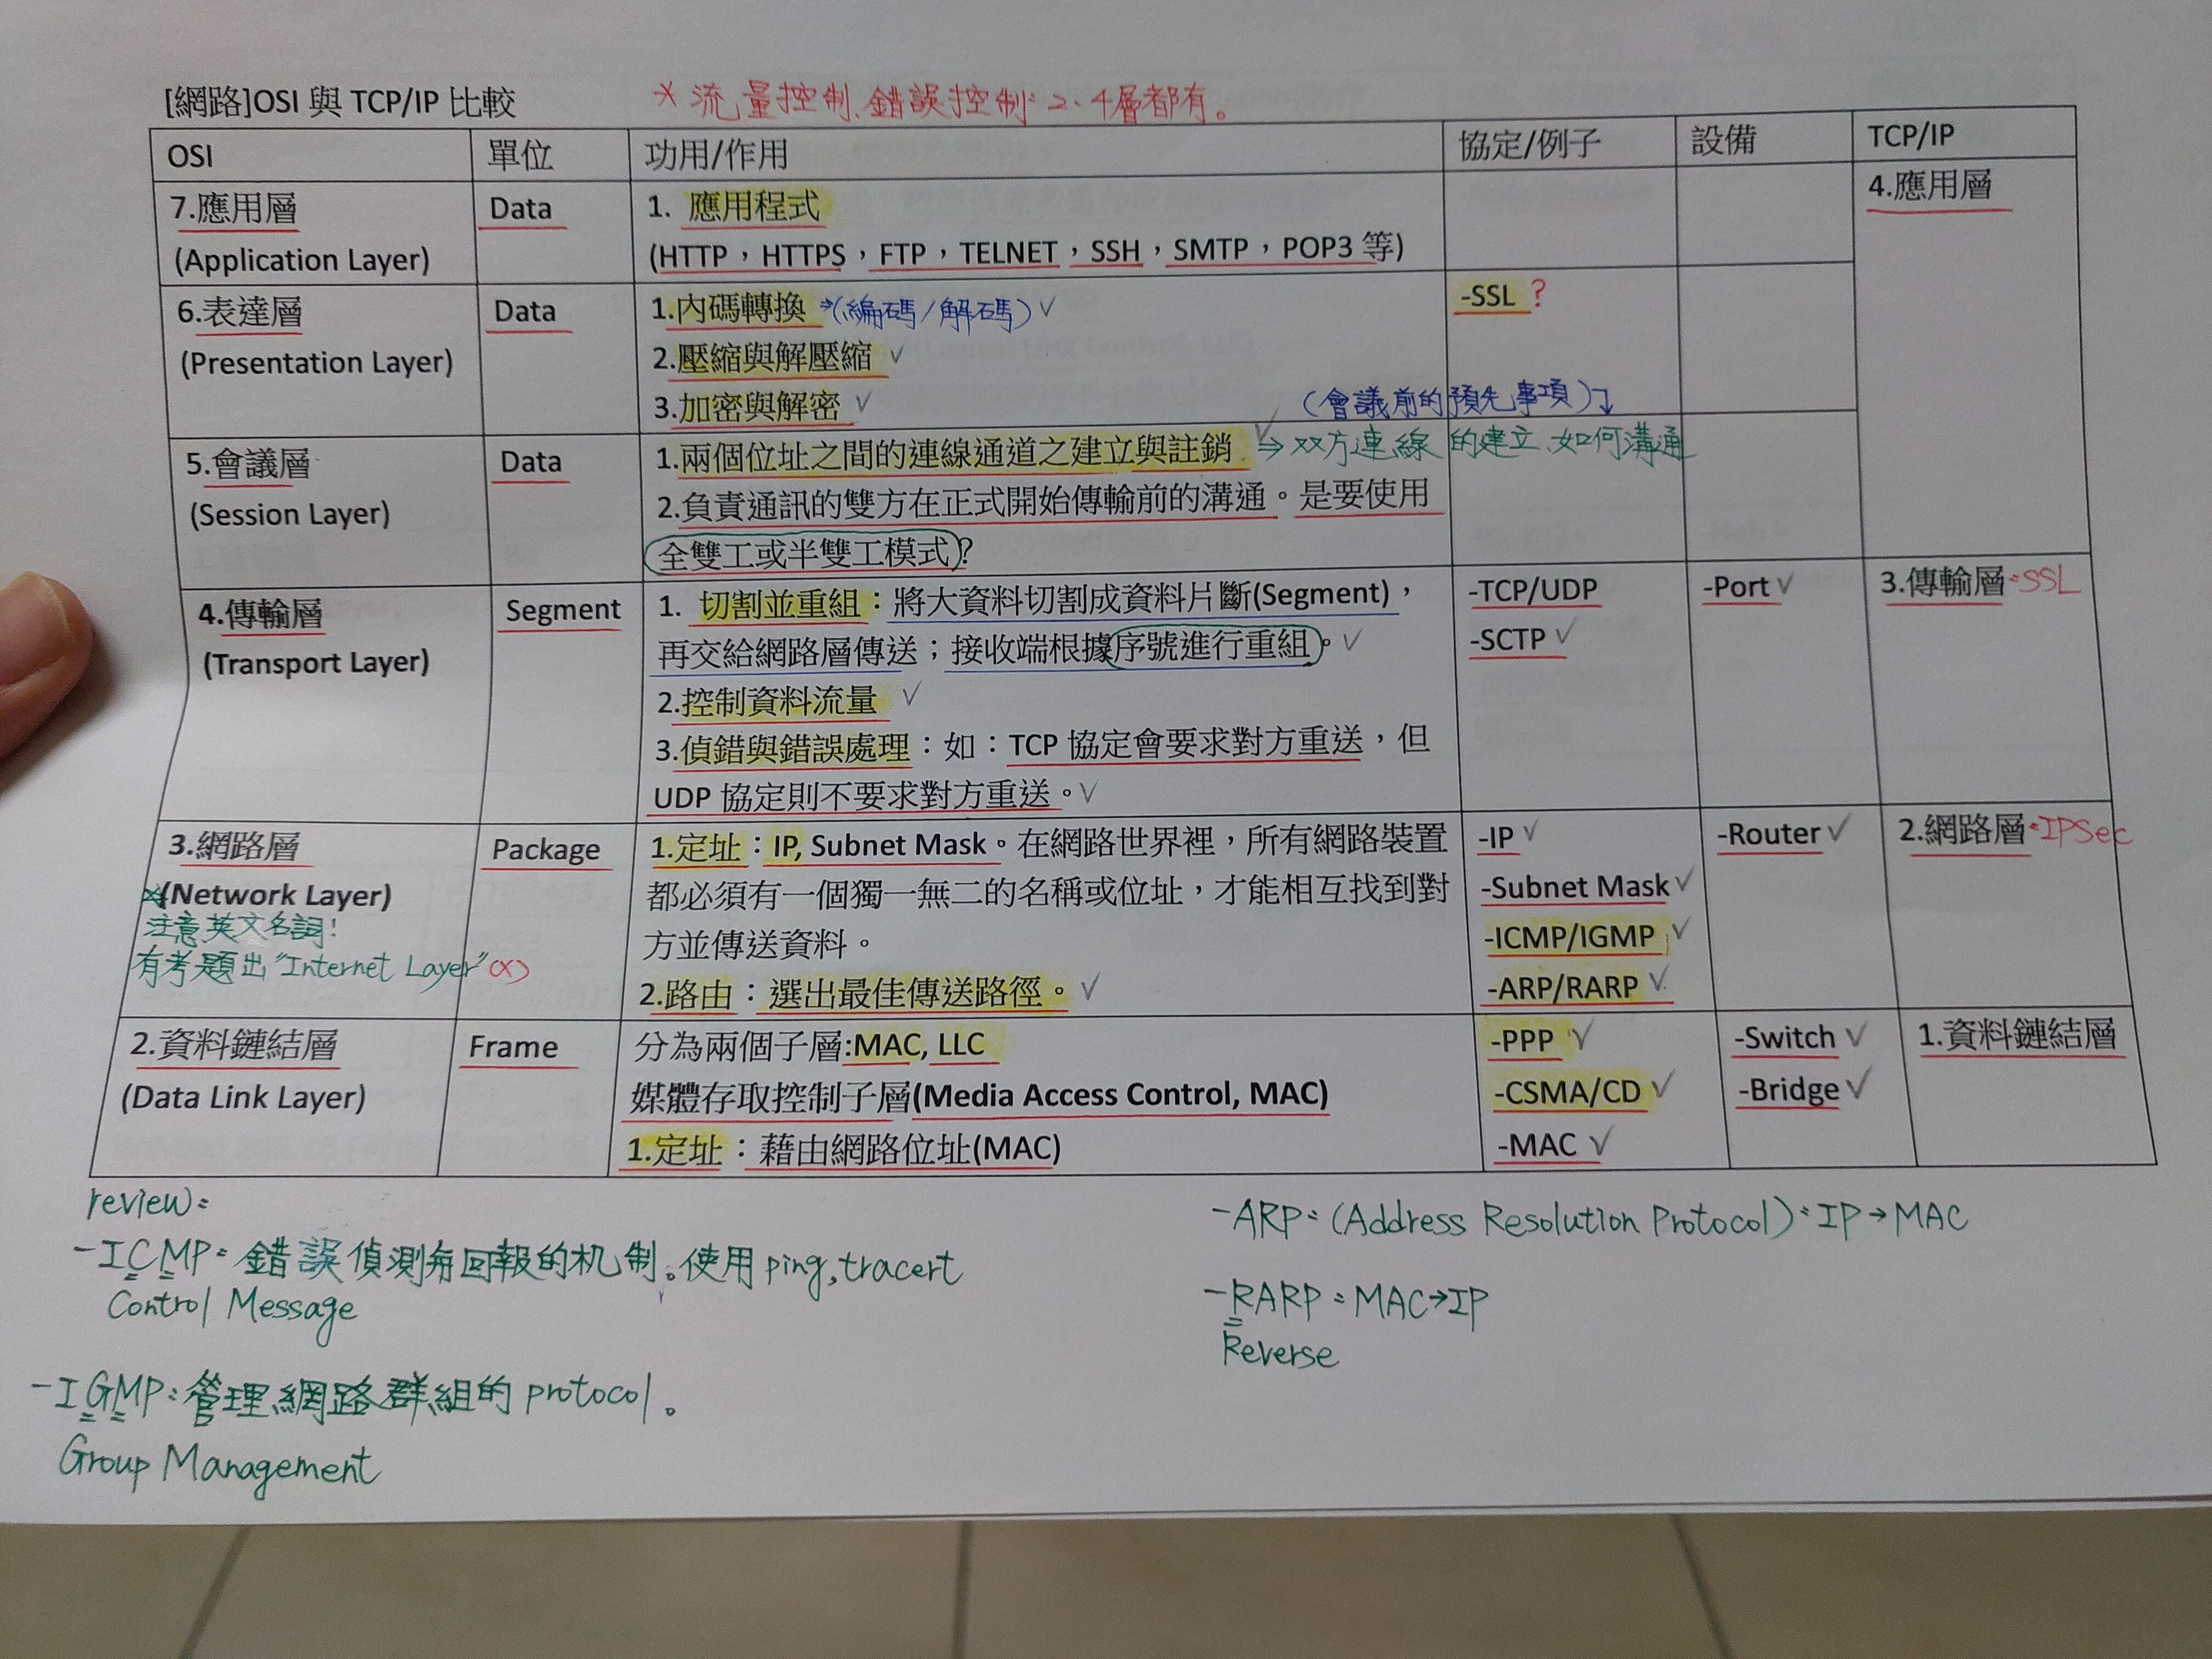 [網路]OSI 與 TCP/IP 比較
* 流量控制、錯誤控制: 2、4層都有。
OSI 單位 功用/作用 協定/例子 設備 TCP/IP
7.應用層
(Application Layer)
Data
1. 應用程式
(HTTP，HTTPS，FTP，TELNET，SSH，SMTP，POP3 等)
4.應用層
6.表達層
(Presentation Layer)
Data
1.內碼轉換 →(編碼/解碼) ✓
2.壓縮與解壓縮 ✓
3.加密與解密 ✓
-SSL ?
(會議前的預先事項)
5.會議層
(Session Layer)
Data
1.兩個位址之間的連線通道之建立與註銷 ✓
⇒ 双方連線的建立、如何溝通
2.負責通訊的雙方在正式開始傳輸前的溝通。是要使用
全雙工或半雙工模式?
4.傳輸層
(Transport Layer)
Segment
1. 切割並重組：將大資料切割成資料片斷(Segment)，
再交給網路層傳送；接收端根據序號進行重組。✓
2.控制資料流量 ✓
3.偵錯與錯誤處理：如：TCP 協定會要求對方重送，但
UDP 協定則不要求對方重送。✓
-TCP/UDP
-SCTP ✓
-Port ✓
3.傳輸層:SSL
3.網路層
*(Network Layer)
注意英文名詞!
有考題出"Internet Layer"(x)
Package
1.定址：IP, Subnet Mask。在網路世界裡，所有網路裝置
都必須有一個獨一無二的名稱或位址，才能相互找到對
方並傳送資料。
2.路由：選出最佳傳送路徑。✓
-IP ✓
-Subnet Mask ✓
-ICMP/IGMP ✓
-ARP/RARP ✓
-Router ✓
2.網路層:IPSec
2.資料鏈結層
(Data Link Layer)
Frame
分為兩個子層:MAC, LLC
媒體存取控制子層(Media Access Control, MAC)
1.定址：藉由網路位址(MAC)
-PPP ✓
-CSMA/CD ✓
-MAC ✓
-Switch ✓
-Bridge ✓
1.資料鏈結層
review:
-ICMP: 錯誤偵測與回報的机制。使用 ping, tracert
Control Message
-IGMP: 管理網路群組的 protocol。
Group Management
-ARP: (Address Resolution Protocol): IP→MAC
-RARP: MAC→IP
Reverse